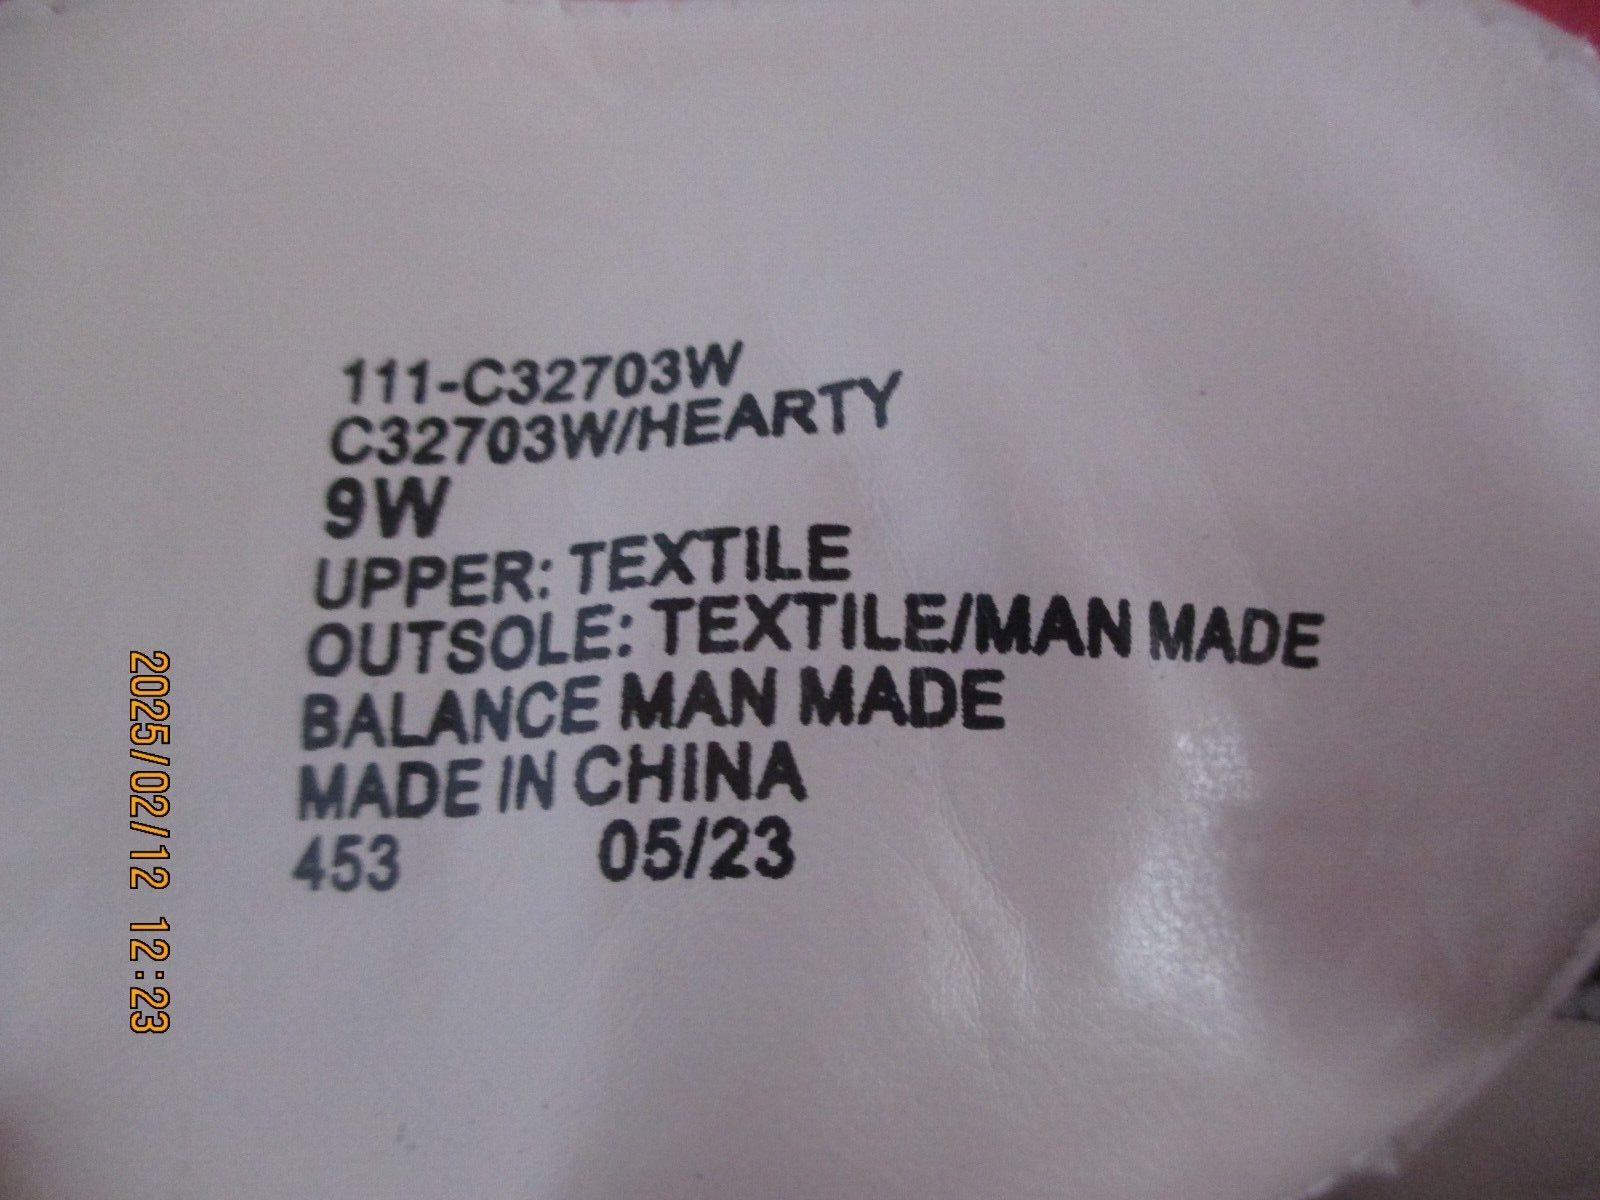 111-C32703W
C32703W/HEARTY
9W
UPPER: TEXTILE
OUTSOLE: TEXTILE/MAN MADE
BALANCE MAN MADE
MADE IN CHINA
453 05/23
2025/02/12 12:23